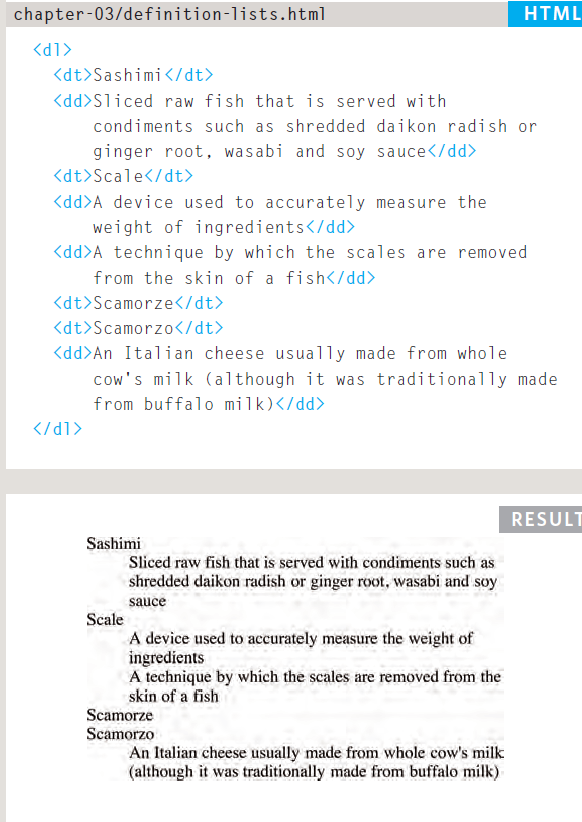 chapter-03/definition-lists.html HTML
<dl>
<dt>Sashimi</dt>
<dd>Sliced raw fish that is served with
condiments such as shredded daikon radish or
ginger root, wasabi and soy sauce</dd>
<dt>Scale</dt>
<dd>A device used to accurately measure the
weight of ingredients</dd>
<dd>A technique by which the scales are removed
from the skin of a fish</dd>
<dt>Scamorze</dt>
<dt>Scamorzo</dt>
<dd>An Italian cheese usually made from whole
cow's milk (although it was traditionally made
from buffalo milk)</dd>
</dl>
RESULT
Sashimi
Sliced raw fish that is served with condiments such as
shredded daikon radish or ginger root, wasabi and soy
sauce
Scale
A device used to accurately measure the weight of
ingredients
A technique by which the scales are removed from the
skin of a fish
Scamorze
Scamorzo
An Italian cheese usually made from whole cow's milk
(although it was traditionally made from buffalo milk)